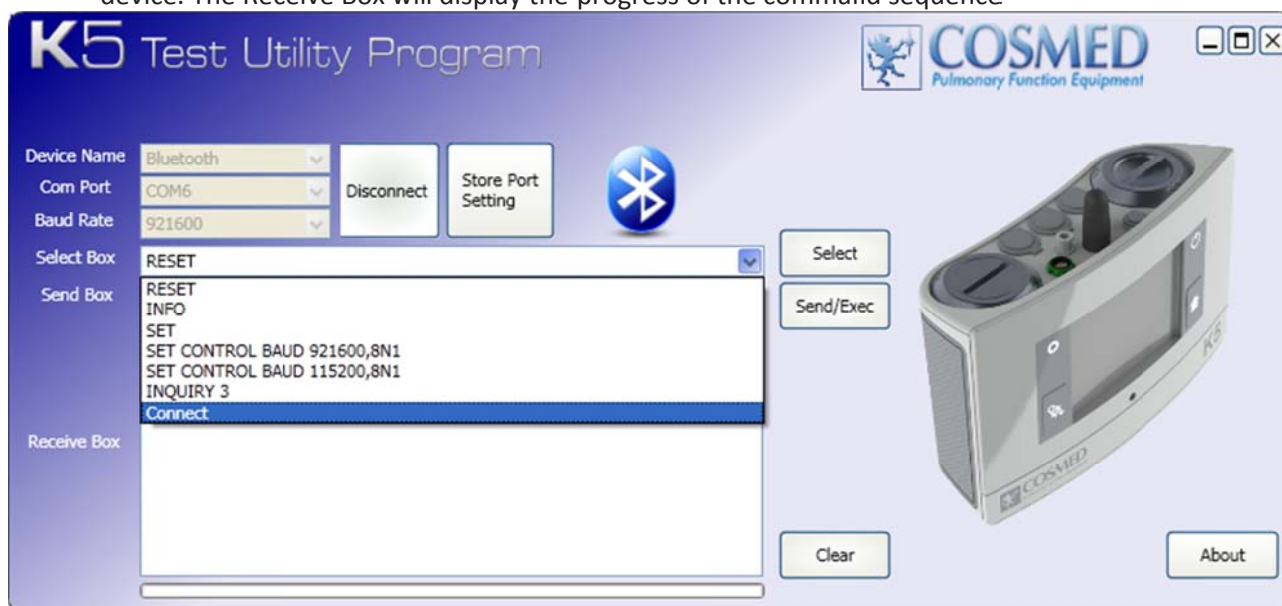 device. The Receive Box will display the progress of the command sequence
K5 Test Utility Program
COSMED
Pulmonary Function Equipment
Device Name
Bluetooth
Com Port
COM6
Baud Rate
921600
Disconnect
Store Port
Setting
Select Box
RESET
Select
Send Box
RESET
INFO
SET
SET CONTROL BAUD 921600,8N1
SET CONTROL BAUD 115200,8N1
INQUIRY 3
Connect
Send/Exec
Receive Box
K5
COSMED
Clear
About